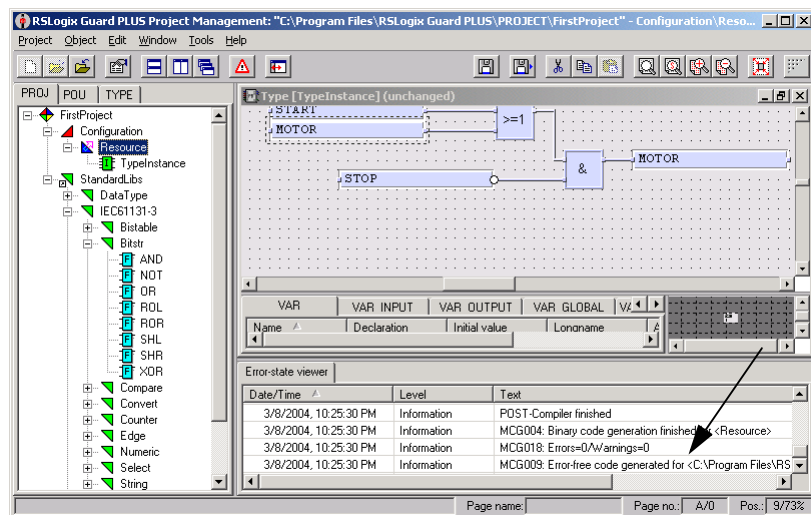 RSLogix Guard PLUS Project Management: "C:\Program Files\RSLogix Guard PLUS\PROJECT\FirstProject" - Configuration\Reso...
Project Object Edit Window Tools Help
PROJ POU TYPE
FirstProject
Configuration
Resource
TypeInstance
StandardLibs
DataType
IEC61131-3
Bistable
Bitstr
AND
NOT
OR
ROL
ROR
SHL
SHR
XOR
Compare
Convert
Counter
Edge
Numeric
Select
String
Type [TypeInstance] (unchanged)
START
MOTOR
>=1
STOP
&
MOTOR
VAR VAR INPUT VAR OUTPUT VAR GLOBAL
Name Declaration Initial value Longname
Error-state viewer
Date/Time Level Text
3/8/2004, 10:25:30 PM Information POST-Compiler finished
3/8/2004, 10:25:30 PM Information MCG004: Binary code generation finished for <Resource>
3/8/2004, 10:25:30 PM Information MCG018: Errors=0/Warnings=0
3/8/2004, 10:25:30 PM Information MCG009: Error-free code generated for <C:\Program Files\RS
Page name: Page no.: A/0 Pos.: 9/73%